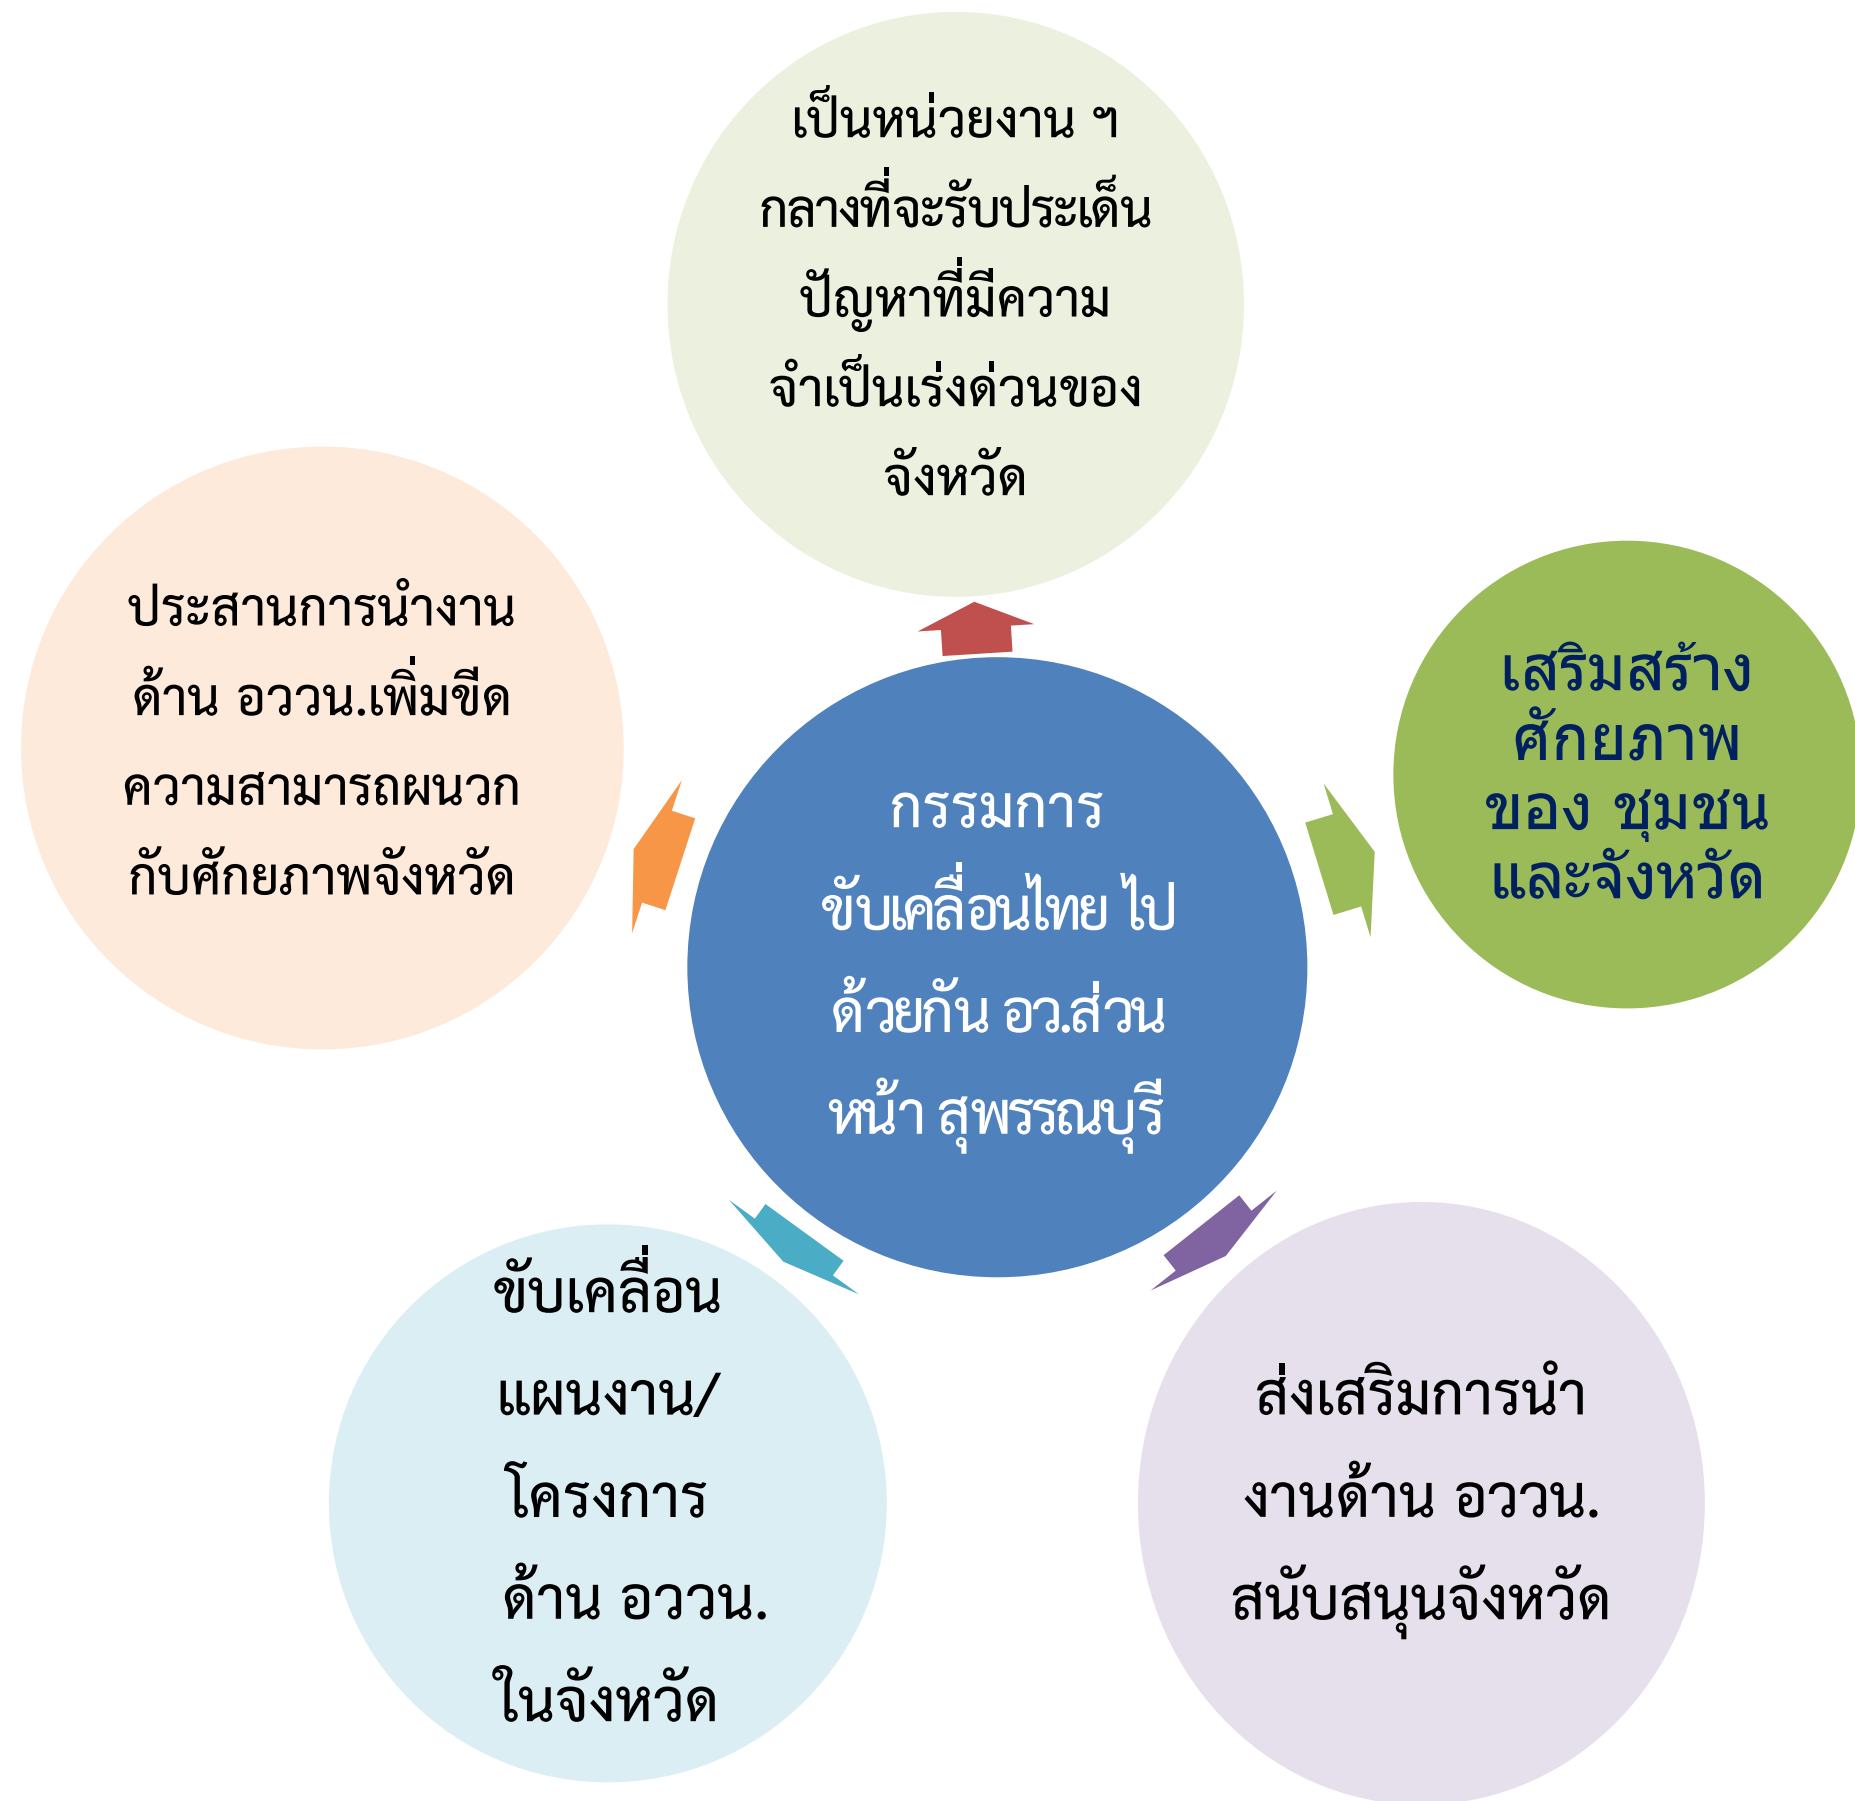 เป็นหน่วยงาน ฯ
กลางที่จะรับประเด็น
ปัญหาที่มีความ
จำเป็นเร่งด่วนของ
จังหวัด
ประสานการนำงาน
ด้าน อววน.เพิ่มขีด
ความสามารถผนวก
กับศักยภาพจังหวัด
เสริมสร้าง
ศักยภาพ
ของ ชุมชน
และจังหวัด
กรรมการ
ขับเคลื่อนไทย ไป
ด้วยกัน อว.ส่วน
หน้า สุพรรณบุรี
ขับเคลื่อน
แผนงาน/
โครงการ
ด้าน อววน.
ในจังหวัด
ส่งเสริมการนำ
งานด้าน อววน.
สนับสนุนจังหวัด